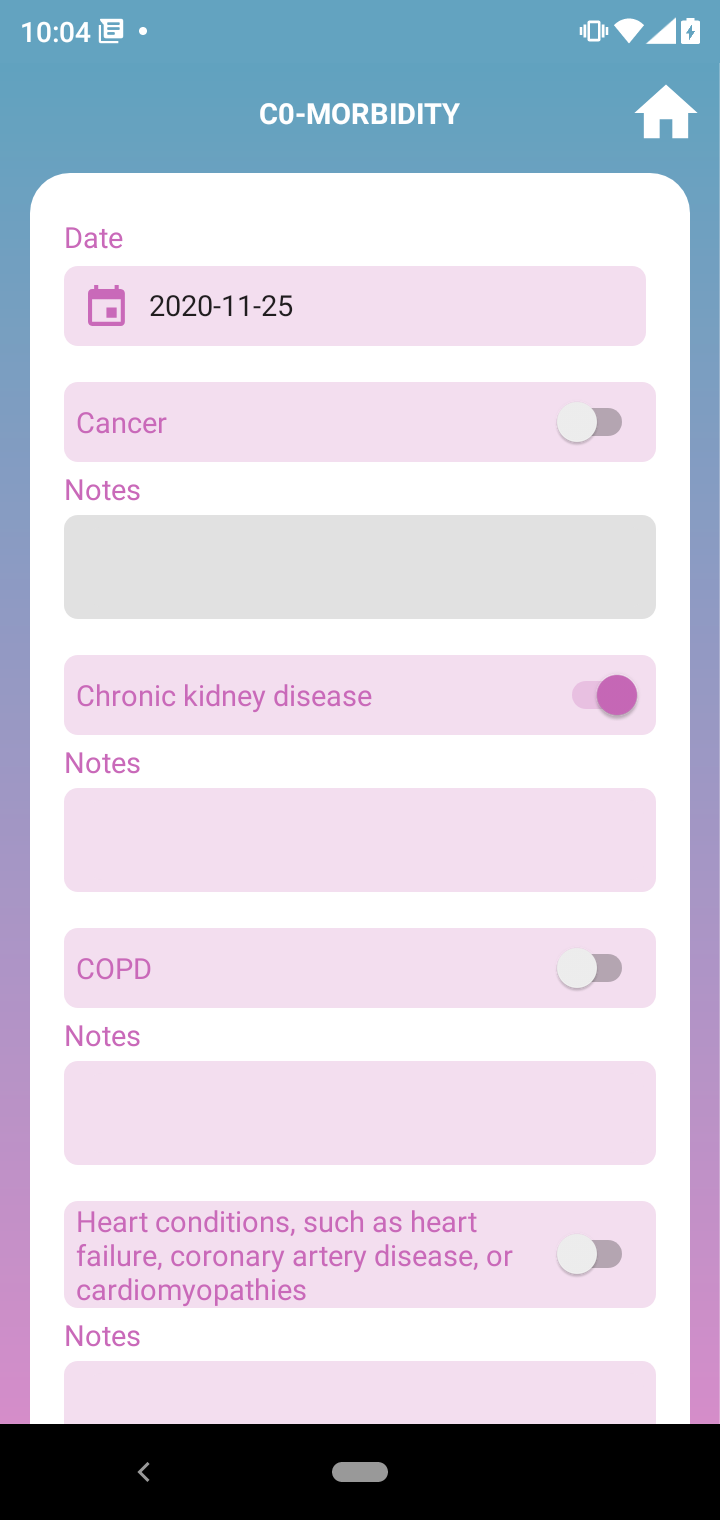 10:04
C0-MORBIDITY
Date
2020-11-25
Cancer
Notes
Chronic kidney disease
Notes
COPD
Notes
Heart conditions, such as heart
failure, coronary artery disease, or
cardiomyopathies
Notes